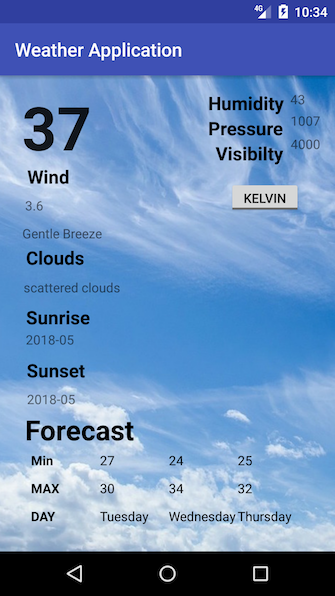 4G 10:34
Weather Application
37
Humidity 43
Pressure 1007
Visibilty 4000
Wind
KELVIN
3.6
Gentle Breeze
Clouds
scattered clouds
Sunrise
2018-05
Sunset
2018-05
Forecast
Min 27 24 25
MAX 30 34 32
DAY Tuesday Wednesday Thursday